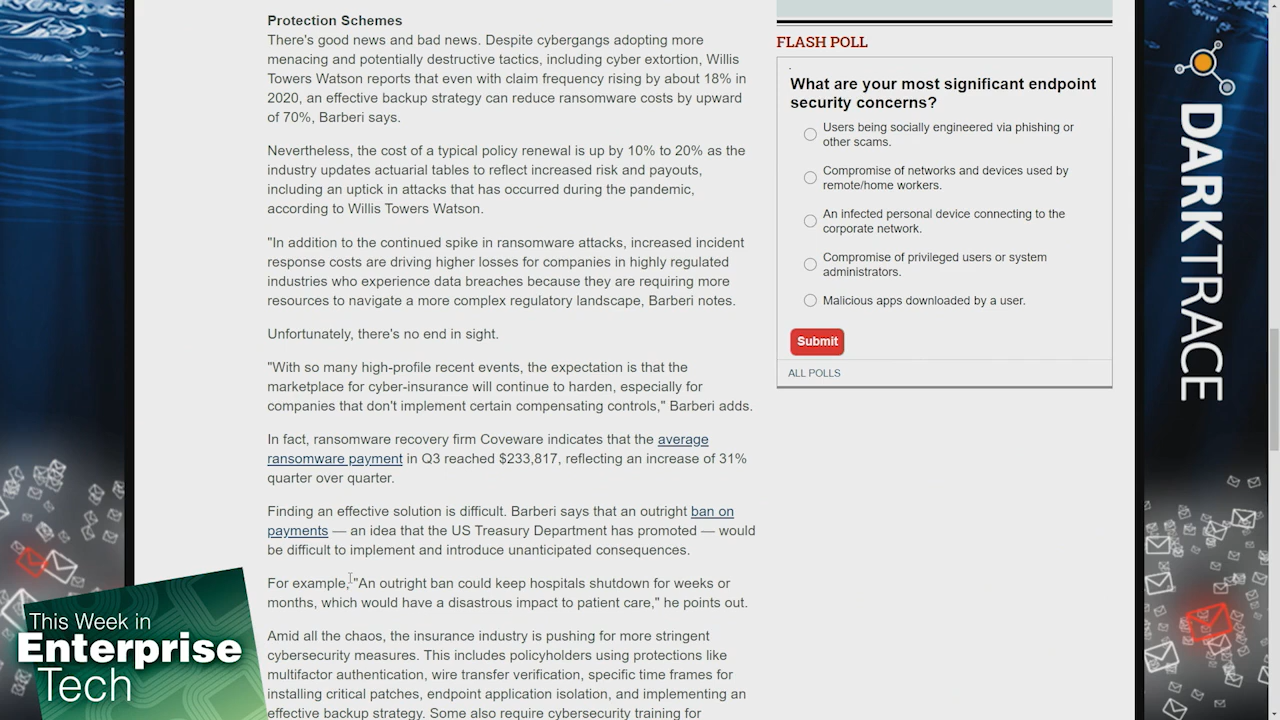 Protection Schemes
There's good news and bad news. Despite cybergangs adopting more
menacing and potentially destructive tactics, including cyber extortion, Willis
Towers Watson reports that even with claim frequency rising by about 18% in
2020, an effective backup strategy can reduce ransomware costs by upward
of 70%, Barberi says.
Nevertheless, the cost of a typical policy renewal is up by 10% to 20% as the
industry updates actuarial tables to reflect increased risk and payouts,
including an uptick in attacks that has occurred during the pandemic,
according to Willis Towers Watson.
"In addition to the continued spike in ransomware attacks, increased incident
response costs are driving higher losses for companies in highly regulated
industries who experience data breaches because they are requiring more
resources to navigate a more complex regulatory landscape, Barberi notes.
Unfortunately, there's no end in sight.
"With so many high-profile recent events, the expectation is that the
marketplace for cyber-insurance will continue to harden, especially for
companies that don't implement certain compensating controls," Barberi adds.
In fact, ransomware recovery firm Coveware indicates that the average
ransomware payment in Q3 reached $233,817, reflecting an increase of 31%
quarter over quarter.
Finding an effective solution is difficult. Barberi says that an outright ban on
payments — an idea that the US Treasury Department has promoted — would
be difficult to implement and introduce unanticipated consequences.
For example, "An outright ban could keep hospitals shutdown for weeks or
months, which would have a disastrous impact to patient care," he points out.
Amid all the chaos, the insurance industry is pushing for more stringent
cybersecurity measures. This includes policyholders using protections like
multifactor authentication, wire transfer verification, specific time frames for
installing critical patches, endpoint application isolation, and implementing an
effective backup strategy. Some also require cybersecurity training for
FLASH POLL
.
What are your most significant endpoint
security concerns?
Users being socially engineered via phishing or
other scams.
Compromise of networks and devices used by
remote/home workers.
An infected personal device connecting to the
corporate network.
Compromise of privileged users or system
administrators.
Malicious apps downloaded by a user.
Submit
ALL POLLS
DARKTRACE
This Week in
Enterprise
Tech